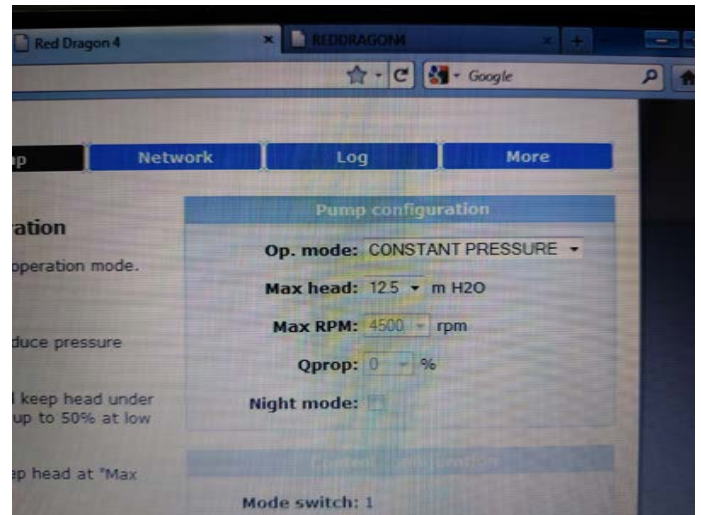 Red Dragon 4
REDDRAGON4
Google
Network
Log
More
Pump configuration
ation
operation mode.
Op. mode: CONSTANT PRESSURE
Max head: 12.5 m H2O
Max RPM: 4500 rpm
duce pressure
Qprop: 0 %
keep head under
Night mode:
up to 50% at low
head at "Max
Mode switch: 1